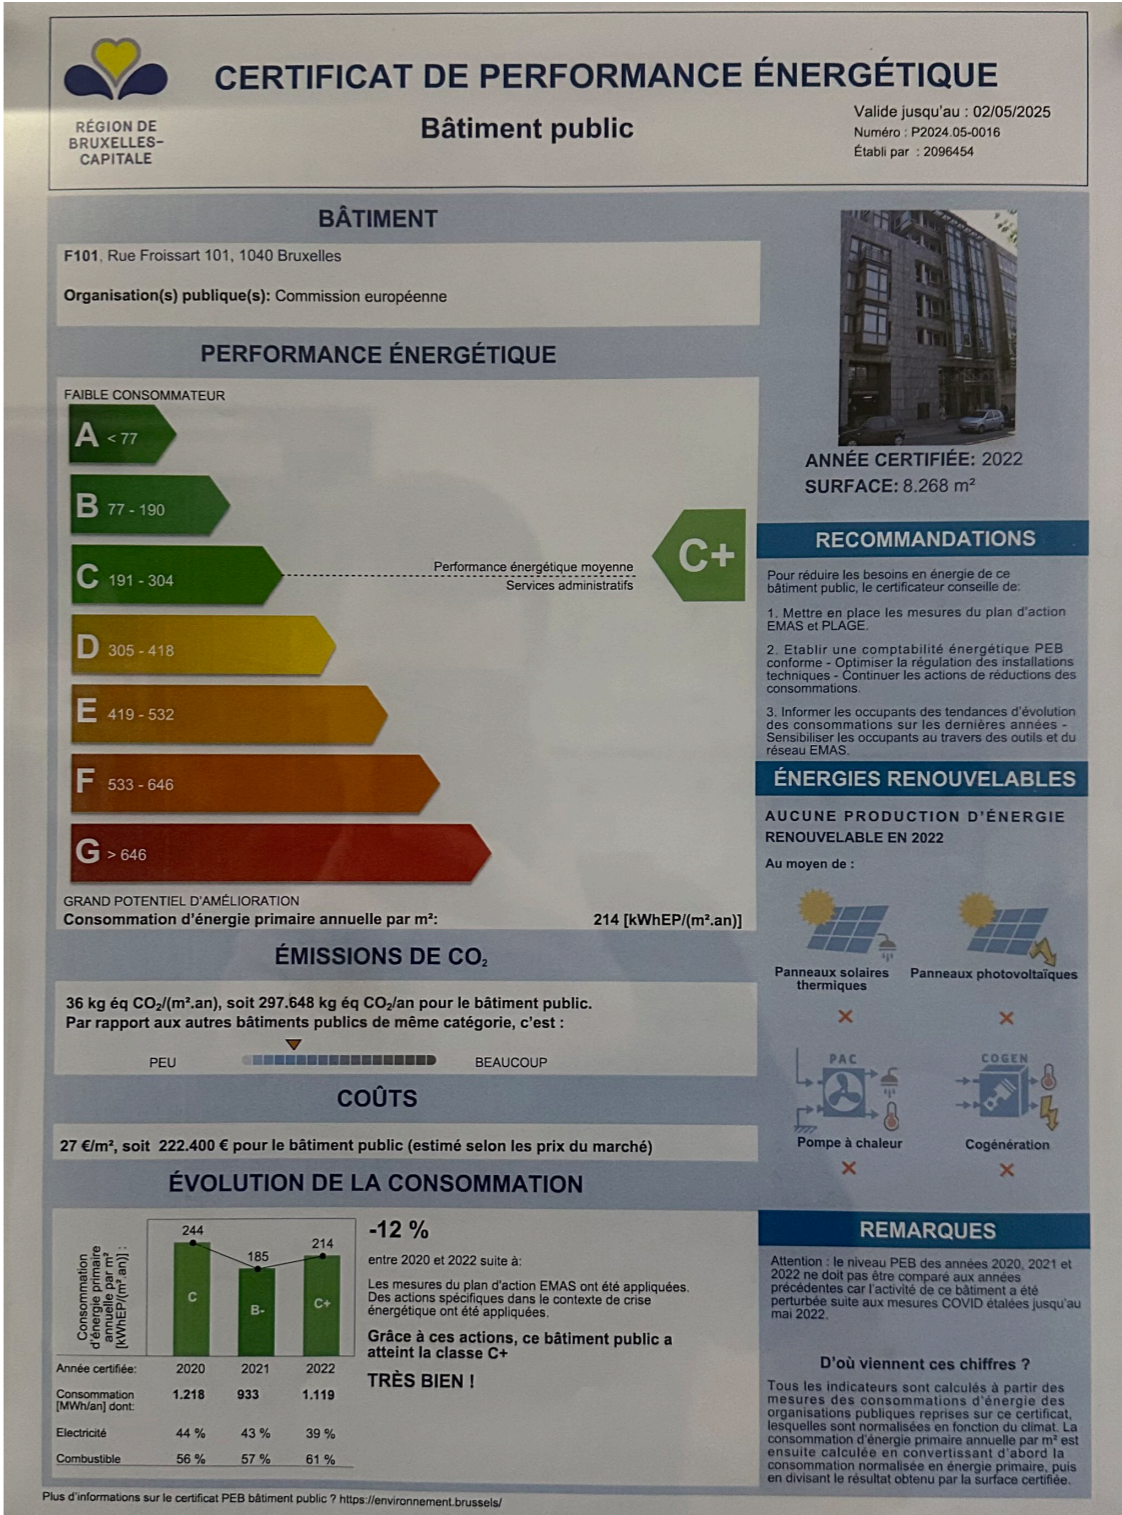 RÉGION DE
BRUXELLES-
CAPITALE
CERTIFICAT DE PERFORMANCE ÉNERGÉTIQUE
Bâtiment public
Valide jusqu'au : 02/05/2025
Numéro : P2024.05-0016
Établi par : 2096454
BÂTIMENT
F101, Rue Froissart 101, 1040 Bruxelles
Organisation(s) publique(s): Commission européenne
PERFORMANCE ÉNERGÉTIQUE
FAIBLE CONSOMMATEUR
A < 77
B 77 - 190
C 191 - 304
Performance énergétique moyenne
Services administratifs
C+
D 305 - 418
E 419 - 532
F 533 - 646
G > 646
GRAND POTENTIEL D'AMÉLIORATION
Consommation d'énergie primaire annuelle par m²: 214 [kWhEP/(m².an)]
ÉMISSIONS DE CO₂
36 kg éq CO₂/(m².an), soit 297.648 kg éq CO₂/an pour le bâtiment public.
Par rapport aux autres bâtiments publics de même catégorie, c'est :
PEU BEAUCOUP
COÛTS
27 €/m², soit 222.400 € pour le bâtiment public (estimé selon les prix du marché)
ÉVOLUTION DE LA CONSOMMATION
Consommation
d'énergie primaire
annuelle par m²
[kWhEP/(m².an)] :
244
185
214
C
B-
C+
Année certifiée: 2020 2021 2022
Consommation 1.218 933 1.119
[MWh/an] dont:
Electricité 44 % 43 % 39 %
Combustible 56 % 57 % 61 %
-12 %
entre 2020 et 2022 suite à:
Les mesures du plan d'action EMAS ont été appliquées.
Des actions spécifiques dans le contexte de crise
énergétique ont été appliquées.
Grâce à ces actions, ce bâtiment public a
atteint la classe C+
TRÈS BIEN !
ANNÉE CERTIFIÉE: 2022
SURFACE: 8.268 m²
RECOMMANDATIONS
Pour réduire les besoins en énergie de ce
bâtiment public, le certificateur conseille de:
1. Mettre en place les mesures du plan d'action
EMAS et PLAGE.
2. Etablir une comptabilité énergétique PEB
conforme - Optimiser la régulation des installations
techniques - Continuer les actions de réductions des
consommations.
3. Informer les occupants des tendances d'évolution
des consommations sur les dernières années -
Sensibiliser les occupants au travers des outils et du
réseau EMAS.
ÉNERGIES RENOUVELABLES
AUCUNE PRODUCTION D'ÉNERGIE
RENOUVELABLE EN 2022
Au moyen de :
Panneaux solaires
thermiques
Panneaux photovoltaïques
PAC
Pompe à chaleur
COGEN
Cogénération
REMARQUES
Attention : le niveau PEB des années 2020, 2021 et
2022 ne doit pas être comparé aux années
précédentes car l'activité de ce bâtiment a été
perturbée suite aux mesures COVID étalées jusqu'au
mai 2022.
D'où viennent ces chiffres ?
Tous les indicateurs sont calculés à partir des
mesures des consommations d'énergie des
organisations publiques reprises sur ce certificat,
lesquelles sont normalisées en fonction du climat. La
consommation d'énergie primaire annuelle par m² est
ensuite calculée en convertissant d'abord la
consommation normalisée en énergie primaire, puis
en divisant le résultat obtenu par la surface certifiée.
Plus d'informations sur le certificat PEB bâtiment public ? https://environnement.brussels/